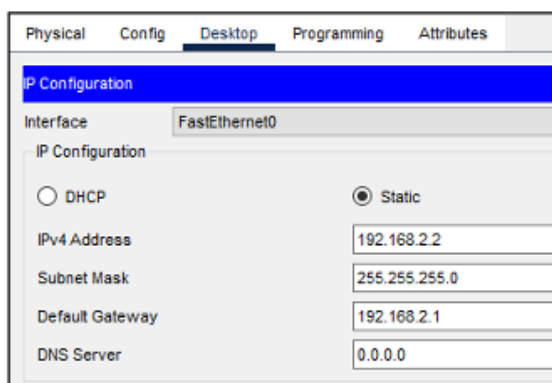 Physical Config Desktop Programming Attributes
IP Configuration
Interface FastEthernet0
IP Configuration
DHCP Static
IPv4 Address 192.168.2.2
Subnet Mask 255.255.255.0
Default Gateway 192.168.2.1
DNS Server 0.0.0.0